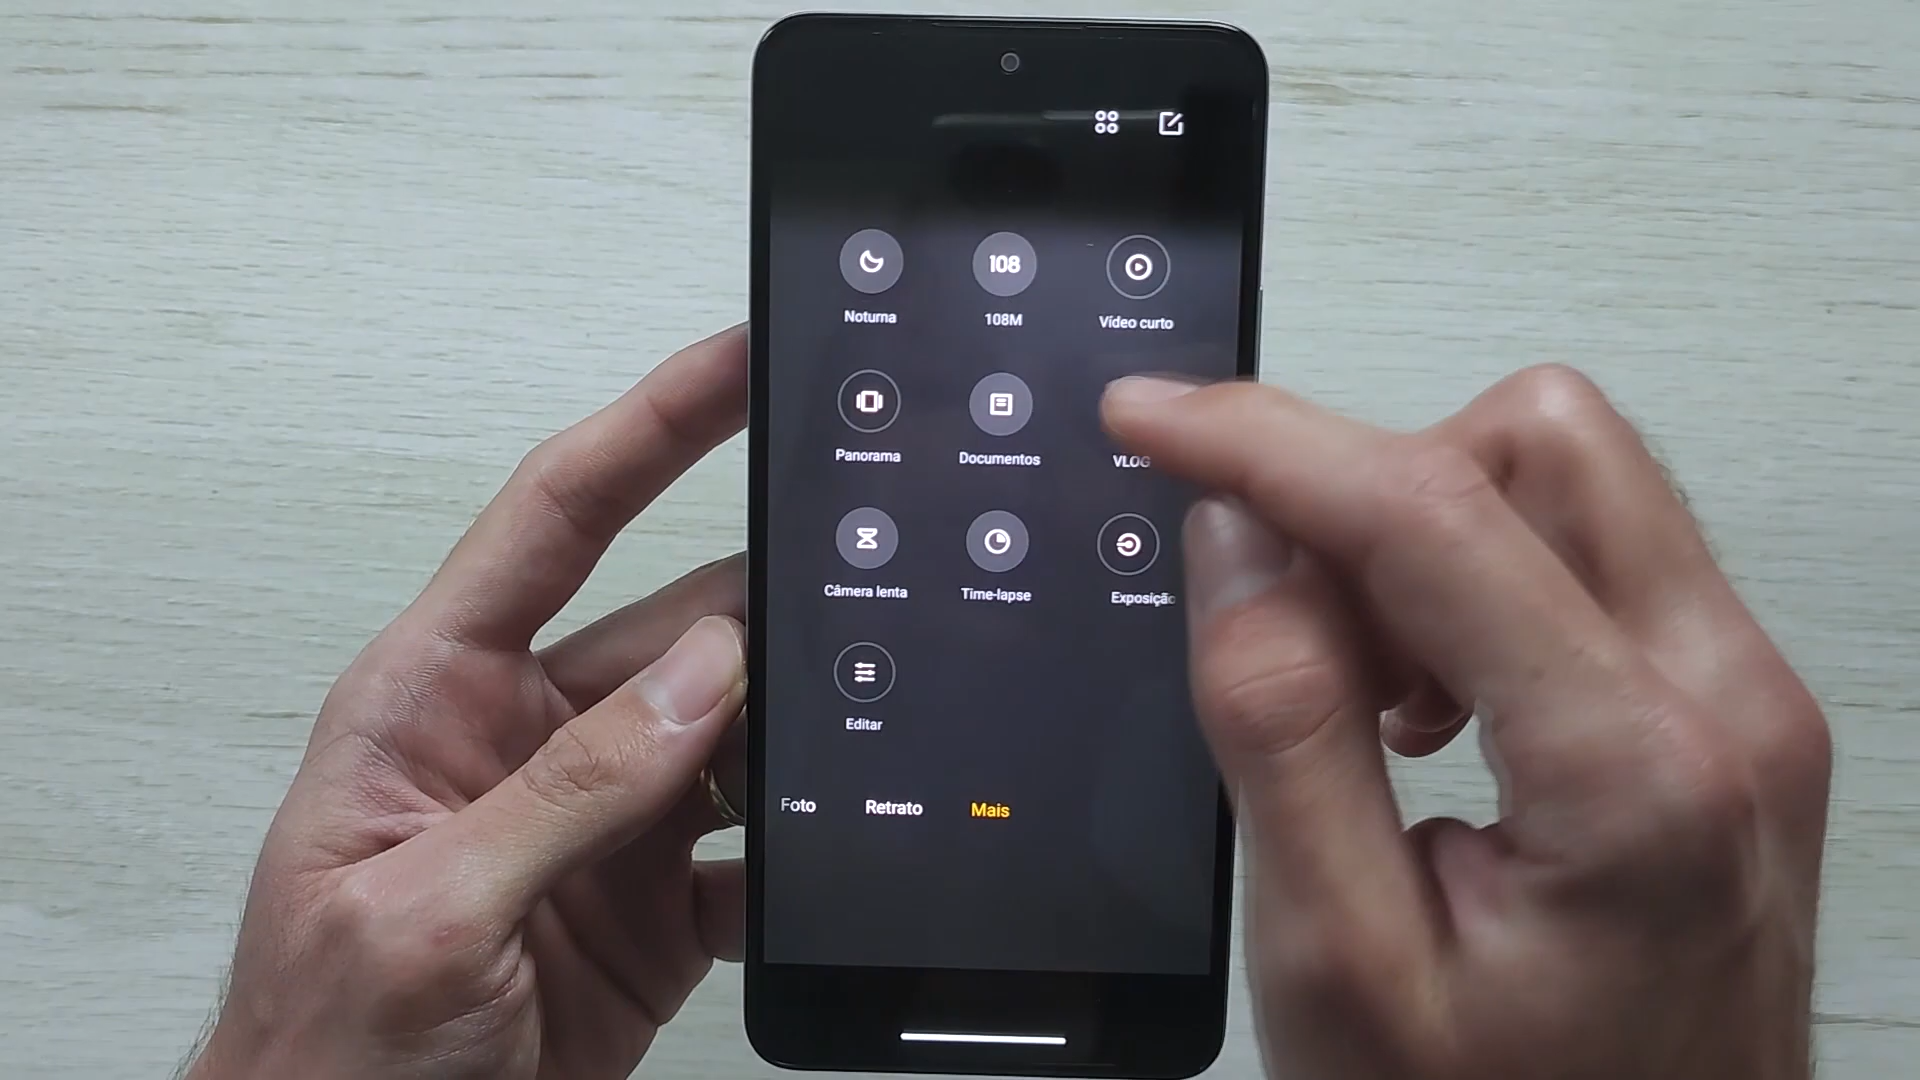 108
Noturna
108M
Vídeo curto
Panorama
Documentos
VLOG
Câmera lenta
Time-lapse
Exposição
Editar
Foto
Retrato
Mais